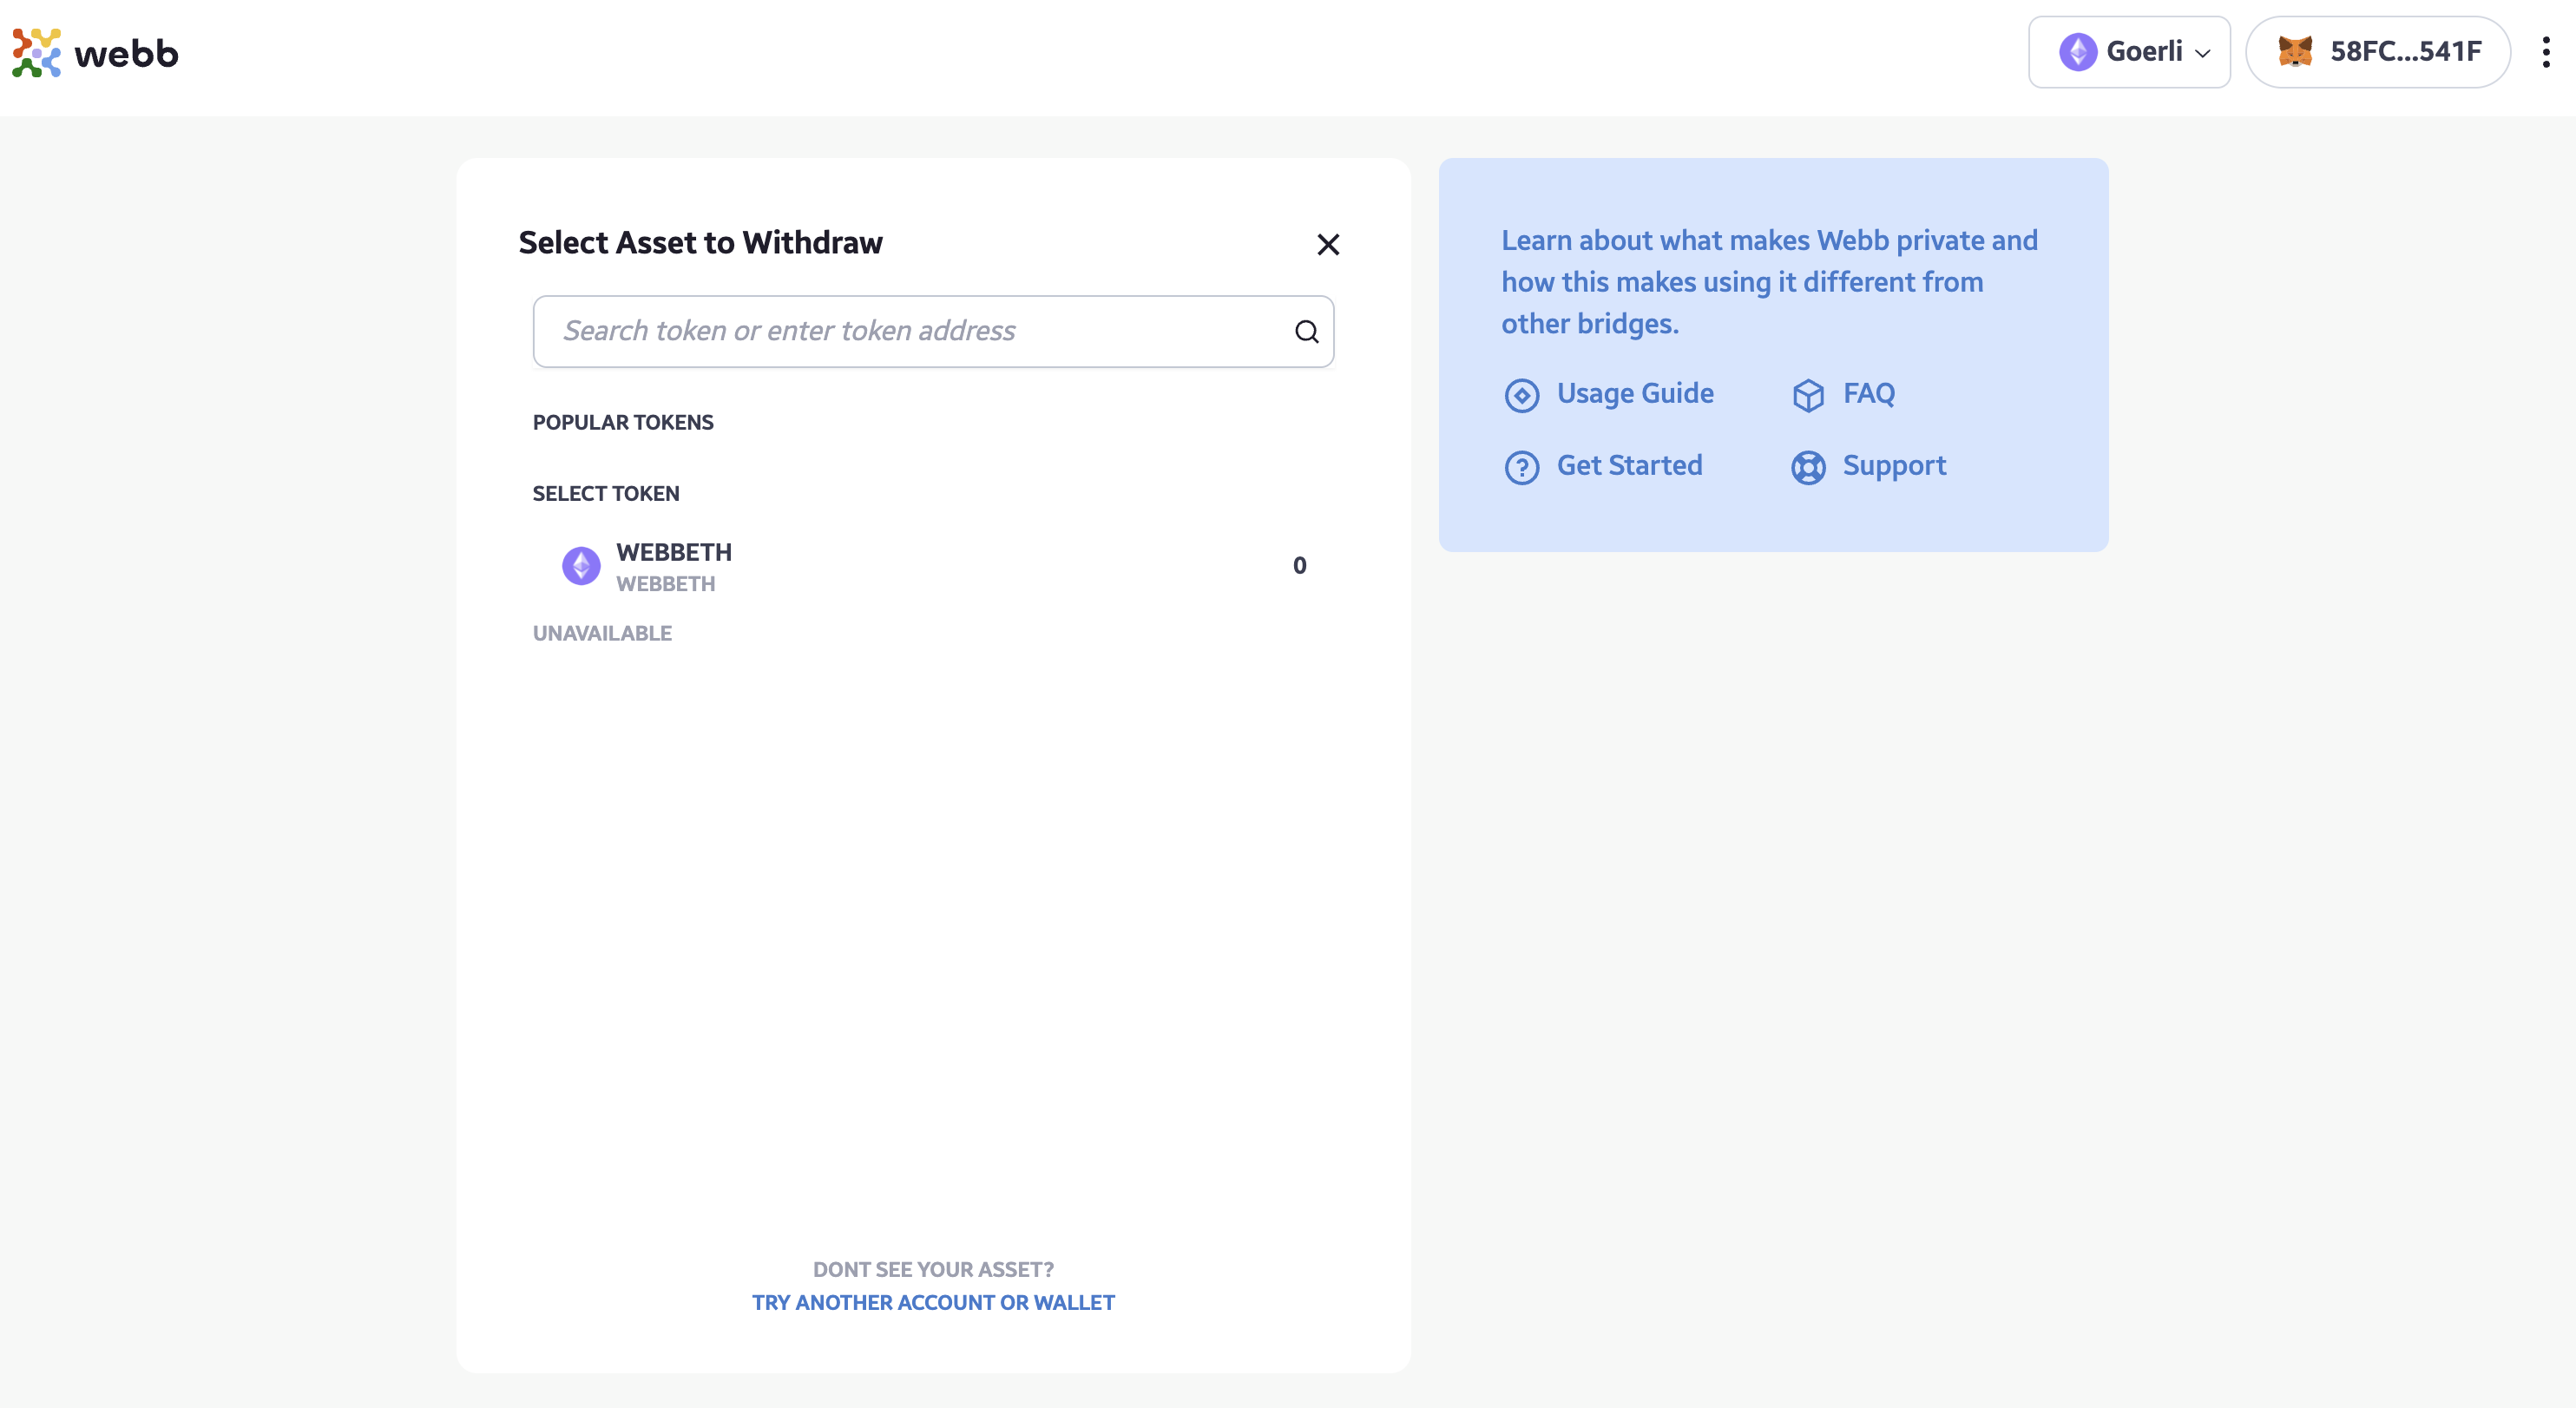 webb
Goerli
58FC...541F
Select Asset to Withdraw
Search token or enter token address
POPULAR TOKENS
SELECT TOKEN
WEBBETH
WEBBETH
0
UNAVAILABLE
DONT SEE YOUR ASSET?
TRY ANOTHER ACCOUNT OR WALLET
Learn about what makes Webb private and
how this makes using it different from
other bridges.
Usage Guide
FAQ
Get Started
Support